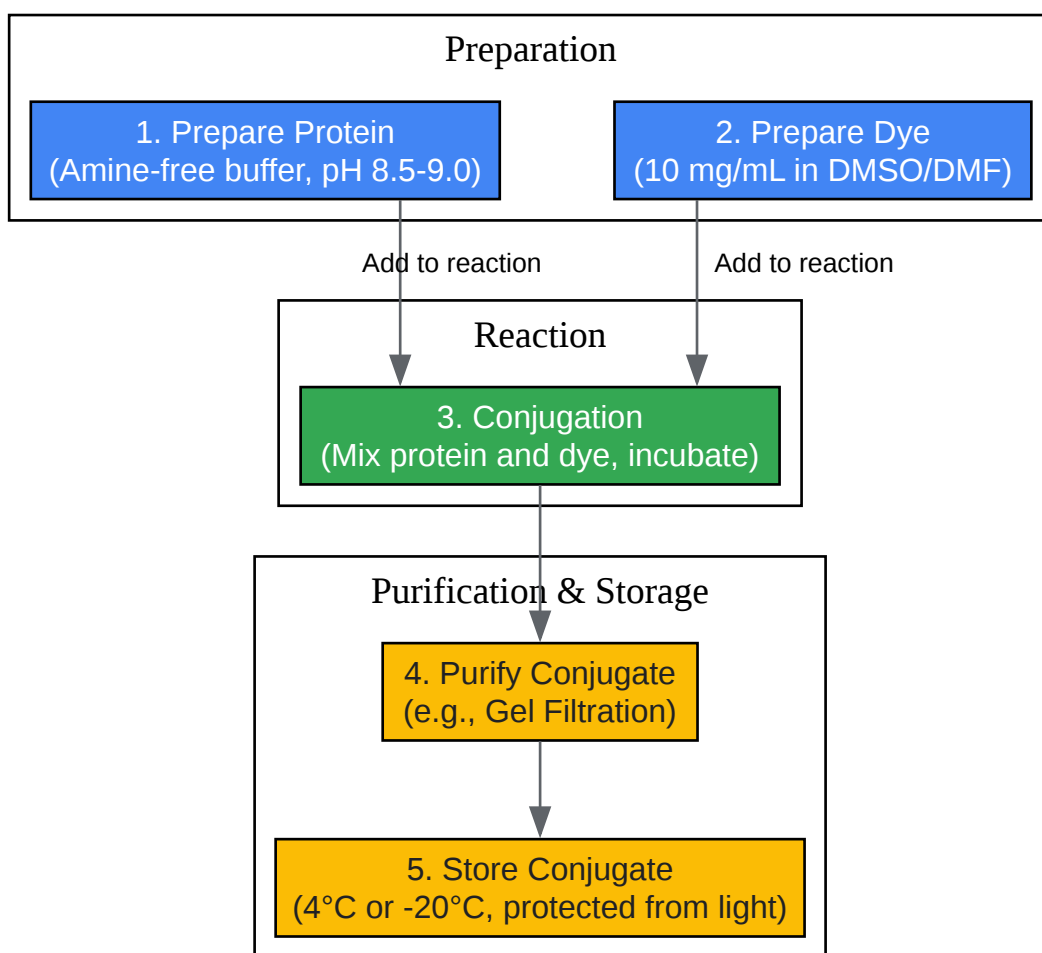 Preparation
1. Prepare Protein
(Amine-free buffer, pH 8.5-9.0)
2. Prepare Dye
(10 mg/mL in DMSO/DMF)
Add to reaction
Add to reaction
Reaction
3. Conjugation
(Mix protein and dye, incubate)
Purification & Storage
4. Purify Conjugate
(e.g., Gel Filtration)
5. Store Conjugate
(4°C or -20°C, protected from light)